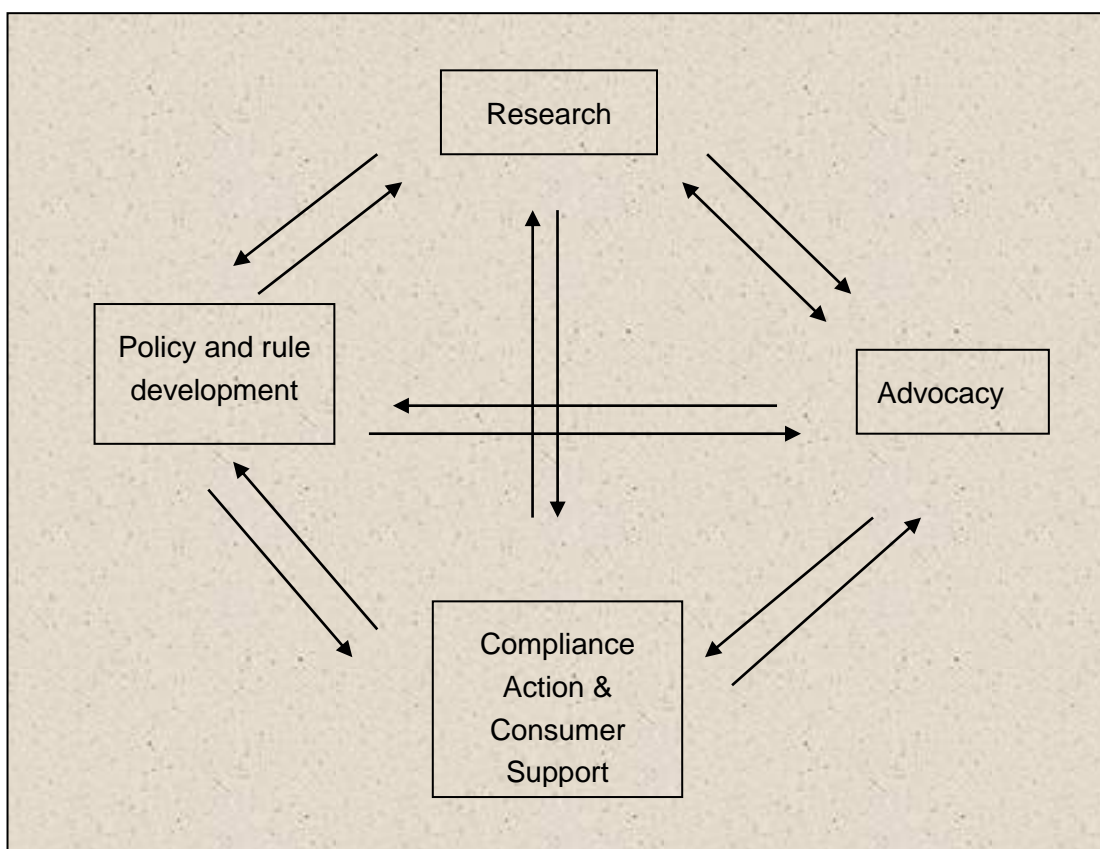 Research
Policy and rule
development
Advocacy
Compliance
Action &
Consumer
Support